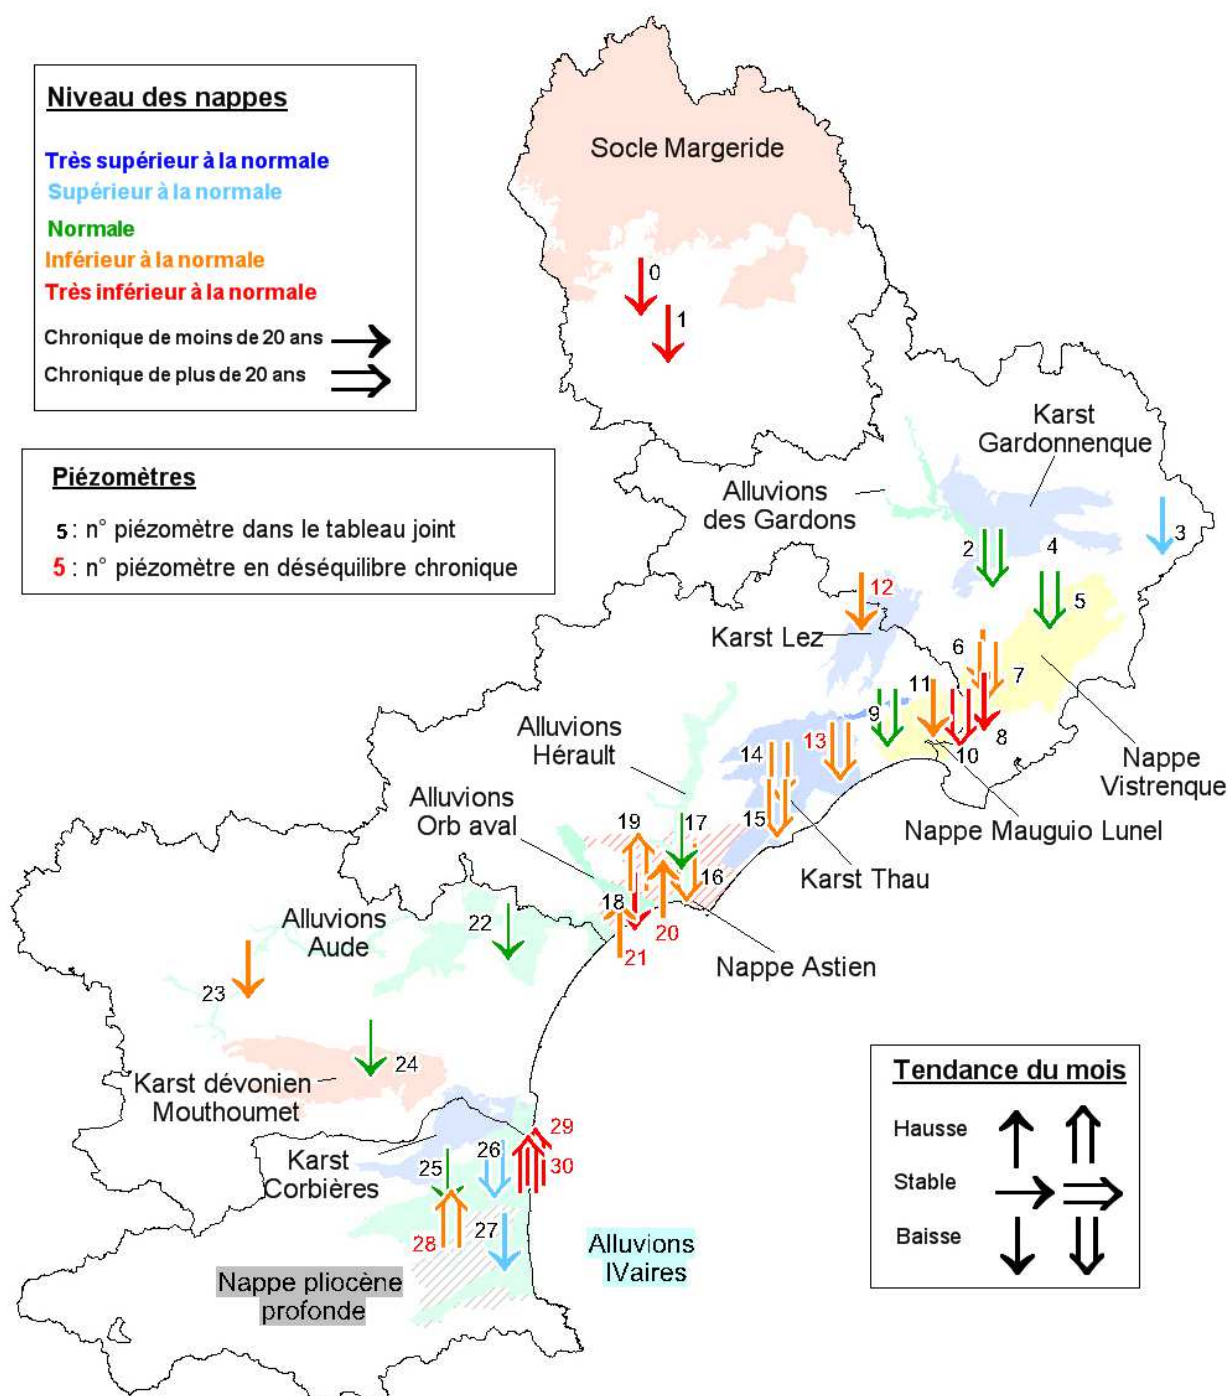 Niveau des nappes
Très supérieur à la normale
Supérieur à la normale
Normale
Inférieur à la normale
Très inférieur à la normale
Chronique de moins de 20 ans
Chronique de plus de 20 ans
Piézomètres
5 : n° piézomètre dans le tableau joint
5 : n° piézomètre en déséquilibre chronique
Socle Margeride
0
1
Karst
Gardonnenque
Alluvions
des Gardons
2
4
3
5
12
Karst Lez
6
7
11
9
8
10
13
14
15
Nappe
Vistrenque
Nappe Mauguio Lunel
Karst Thau
Alluvions
Hérault
Alluvions
Orb aval
19
17
16
18
20
21
Nappe Astien
Alluvions
Aude
22
23
24
Karst dévonien
Mouthoumet
Karst
Corbières
29
30
26
25
27
28
Alluvions
IVaires
Nappe pliocène
profonde
Tendance du mois
Hausse
Stable
Baisse